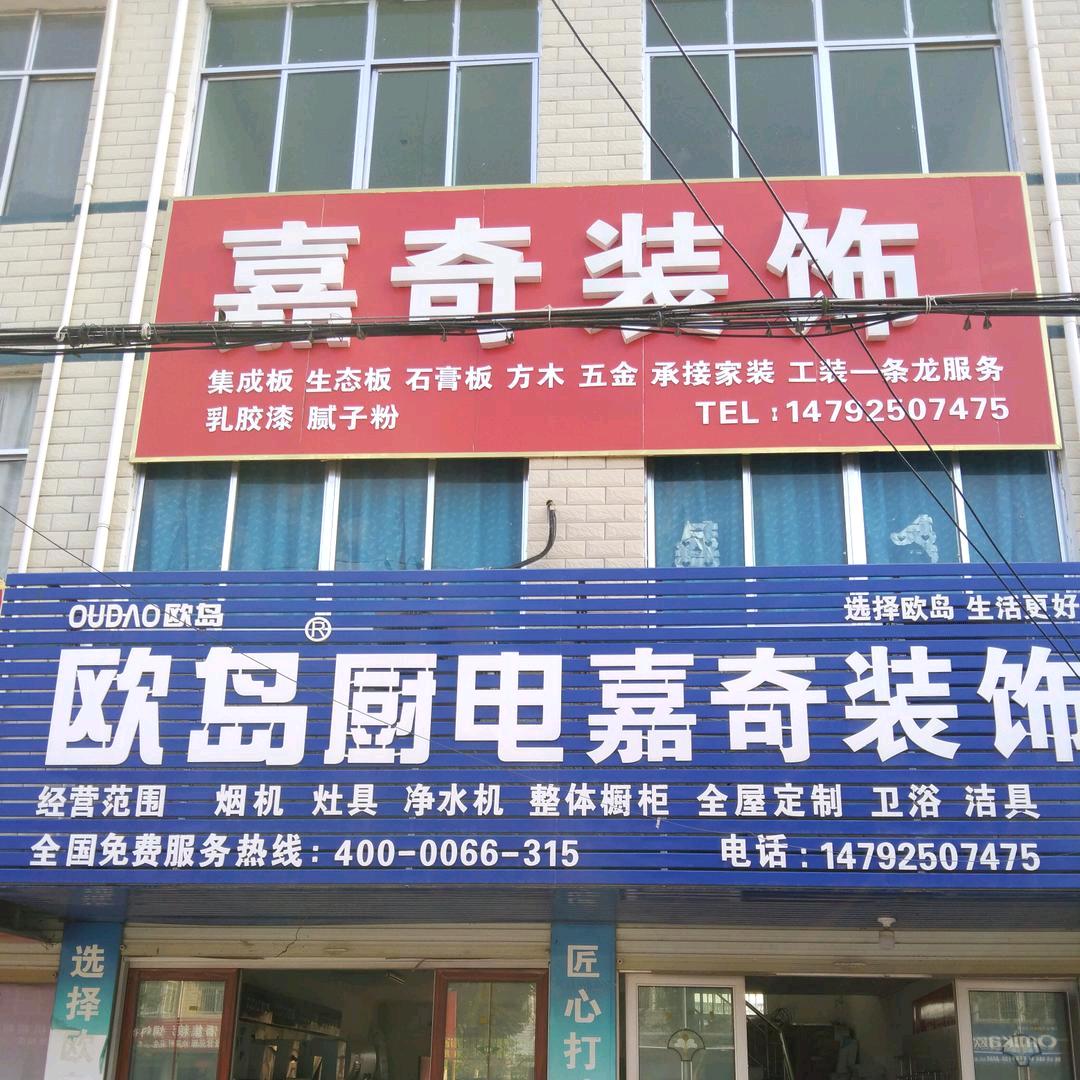 嘉奇装饰
集成板 生态板 石膏板 方木 五金 承接家装 工装一条龙服务
乳胶漆 腻子粉 TEL：14792507475
OUDAO欧岛 ® 选择欧岛 生活更好
欧岛厨电嘉奇装饰
经营范围 烟机 灶具 净水机 整体橱柜 全屋定制 卫浴 洁具
全国免费服务热线：400-0066-315 电话：14792507475
选择欧
匠心打